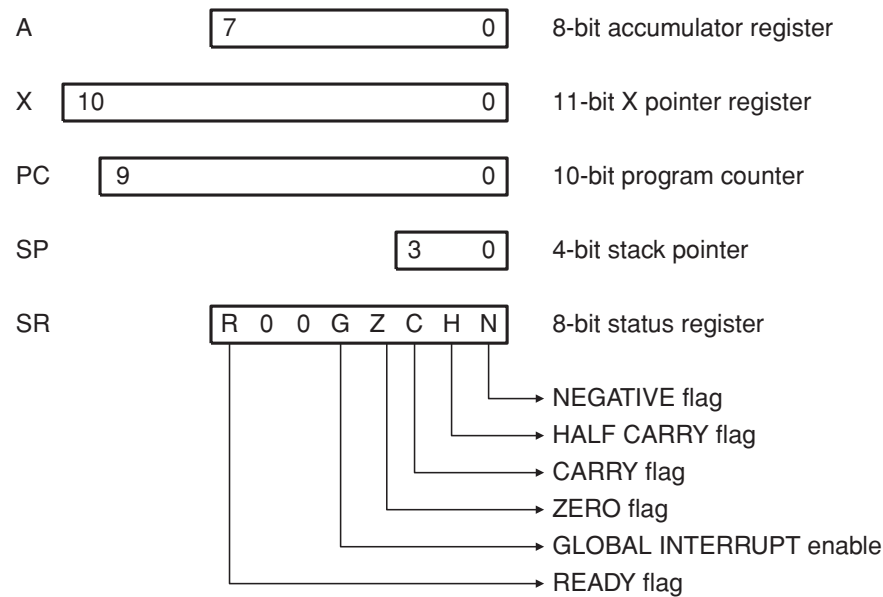 A 7 0 8-bit accumulator register
X 10 0 11-bit X pointer register
PC 9 0 10-bit program counter
SP 3 0 4-bit stack pointer
SR R 0 0 G Z C H N 8-bit status register
NEGATIVE flag
HALF CARRY flag
CARRY flag
ZERO flag
GLOBAL INTERRUPT enable
READY flag